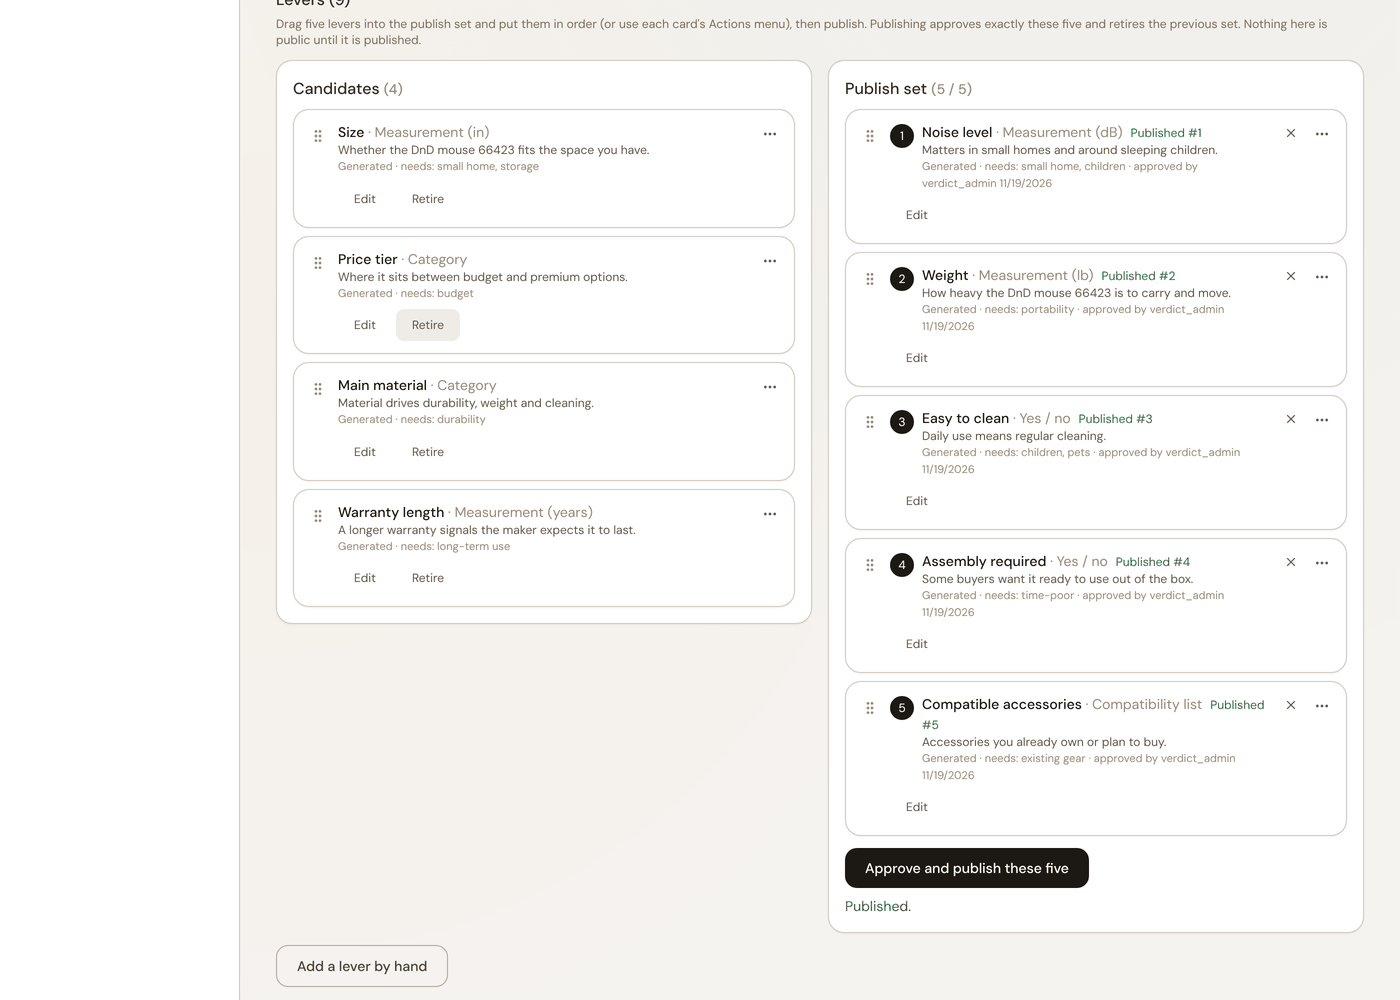 Levers (9)
Drag five levers into the publish set and put them in order (or use each card's Actions menu), then publish. Publishing approves exactly these five and retires the previous set. Nothing here is
public until it is published.
Candidates (4)
Size · Measurement (in)
Whether the DnD mouse 66423 fits the space you have.
Generated · needs: small home, storage
Edit Retire
Price tier · Category
Where it sits between budget and premium options.
Generated · needs: budget
Edit Retire
Main material · Category
Material drives durability, weight and cleaning.
Generated · needs: durability
Edit Retire
Warranty length · Measurement (years)
A longer warranty signals the maker expects it to last.
Generated · needs: long-term use
Edit Retire
Publish set (5 / 5)
1 Noise level · Measurement (dB) Published #1
Matters in small homes and around sleeping children.
Generated · needs: small home, children · approved by
verdict_admin 11/19/2026
Edit
2 Weight · Measurement (lb) Published #2
How heavy the DnD mouse 66423 is to carry and move.
Generated · needs: portability · approved by verdict_admin
11/19/2026
Edit
3 Easy to clean · Yes / no Published #3
Daily use means regular cleaning.
Generated · needs: children, pets · approved by verdict_admin
11/19/2026
Edit
4 Assembly required · Yes / no Published #4
Some buyers want it ready to use out of the box.
Generated · needs: time-poor · approved by verdict_admin
11/19/2026
Edit
5 Compatible accessories · Compatibility list Published
#5
Accessories you already own or plan to buy.
Generated · needs: existing gear · approved by verdict_admin
11/19/2026
Edit
Approve and publish these five
Published.
Add a lever by hand